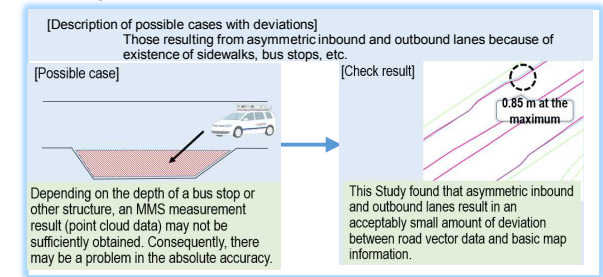 [Description of possible cases with deviations]
Those resulting from asymmetric inbound and outbound lanes because of
existence of sidewalks, bus stops, etc.
[Possible case]
Depending on the depth of a bus stop or
other structure, an MMS measurement
result (point cloud data) may not be
sufficiently obtained. Consequently, there
may be a problem in the absolute accuracy.
[Check result]
0.85 m at the
maximum
This Study found that asymmetric inbound
and outbound lanes result in an
acceptably small amount of deviation
between road vector data and basic map
information.